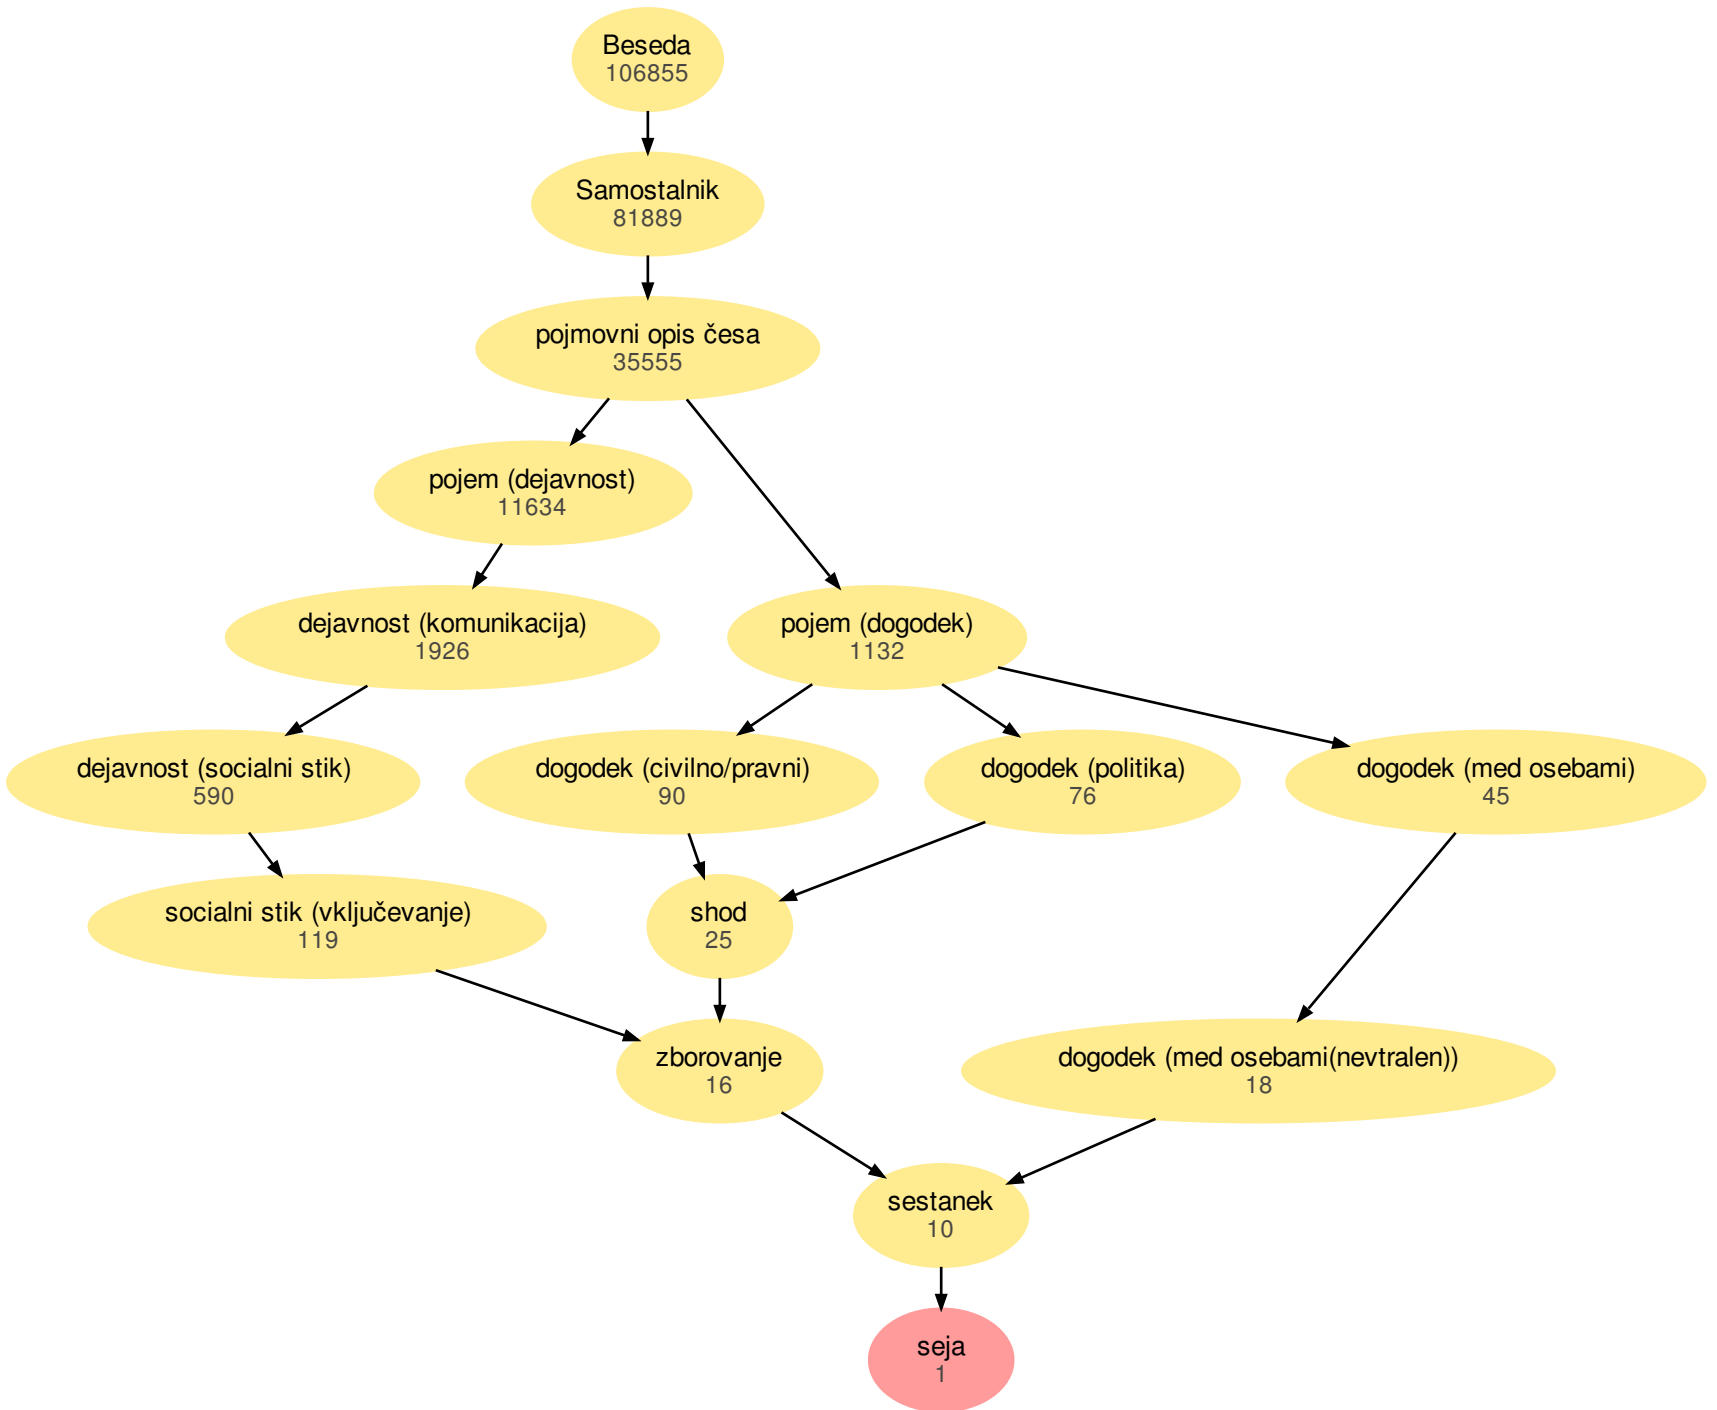 Beseda
106855
Samostalnik
81889
pojmovni opis česa
35555
pojem (dejavnost)
11634
dejavnost (komunikacija)
1926
pojem (dogodek)
1132
dejavnost (socialni stik)
590
dogodek (civilno/pravni)
90
dogodek (politika)
76
dogodek (med osebami)
45
socialni stik (vključevanje)
119
shod
25
zborovanje
16
dogodek (med osebami(nevtralen))
18
sestanek
10
seja
1